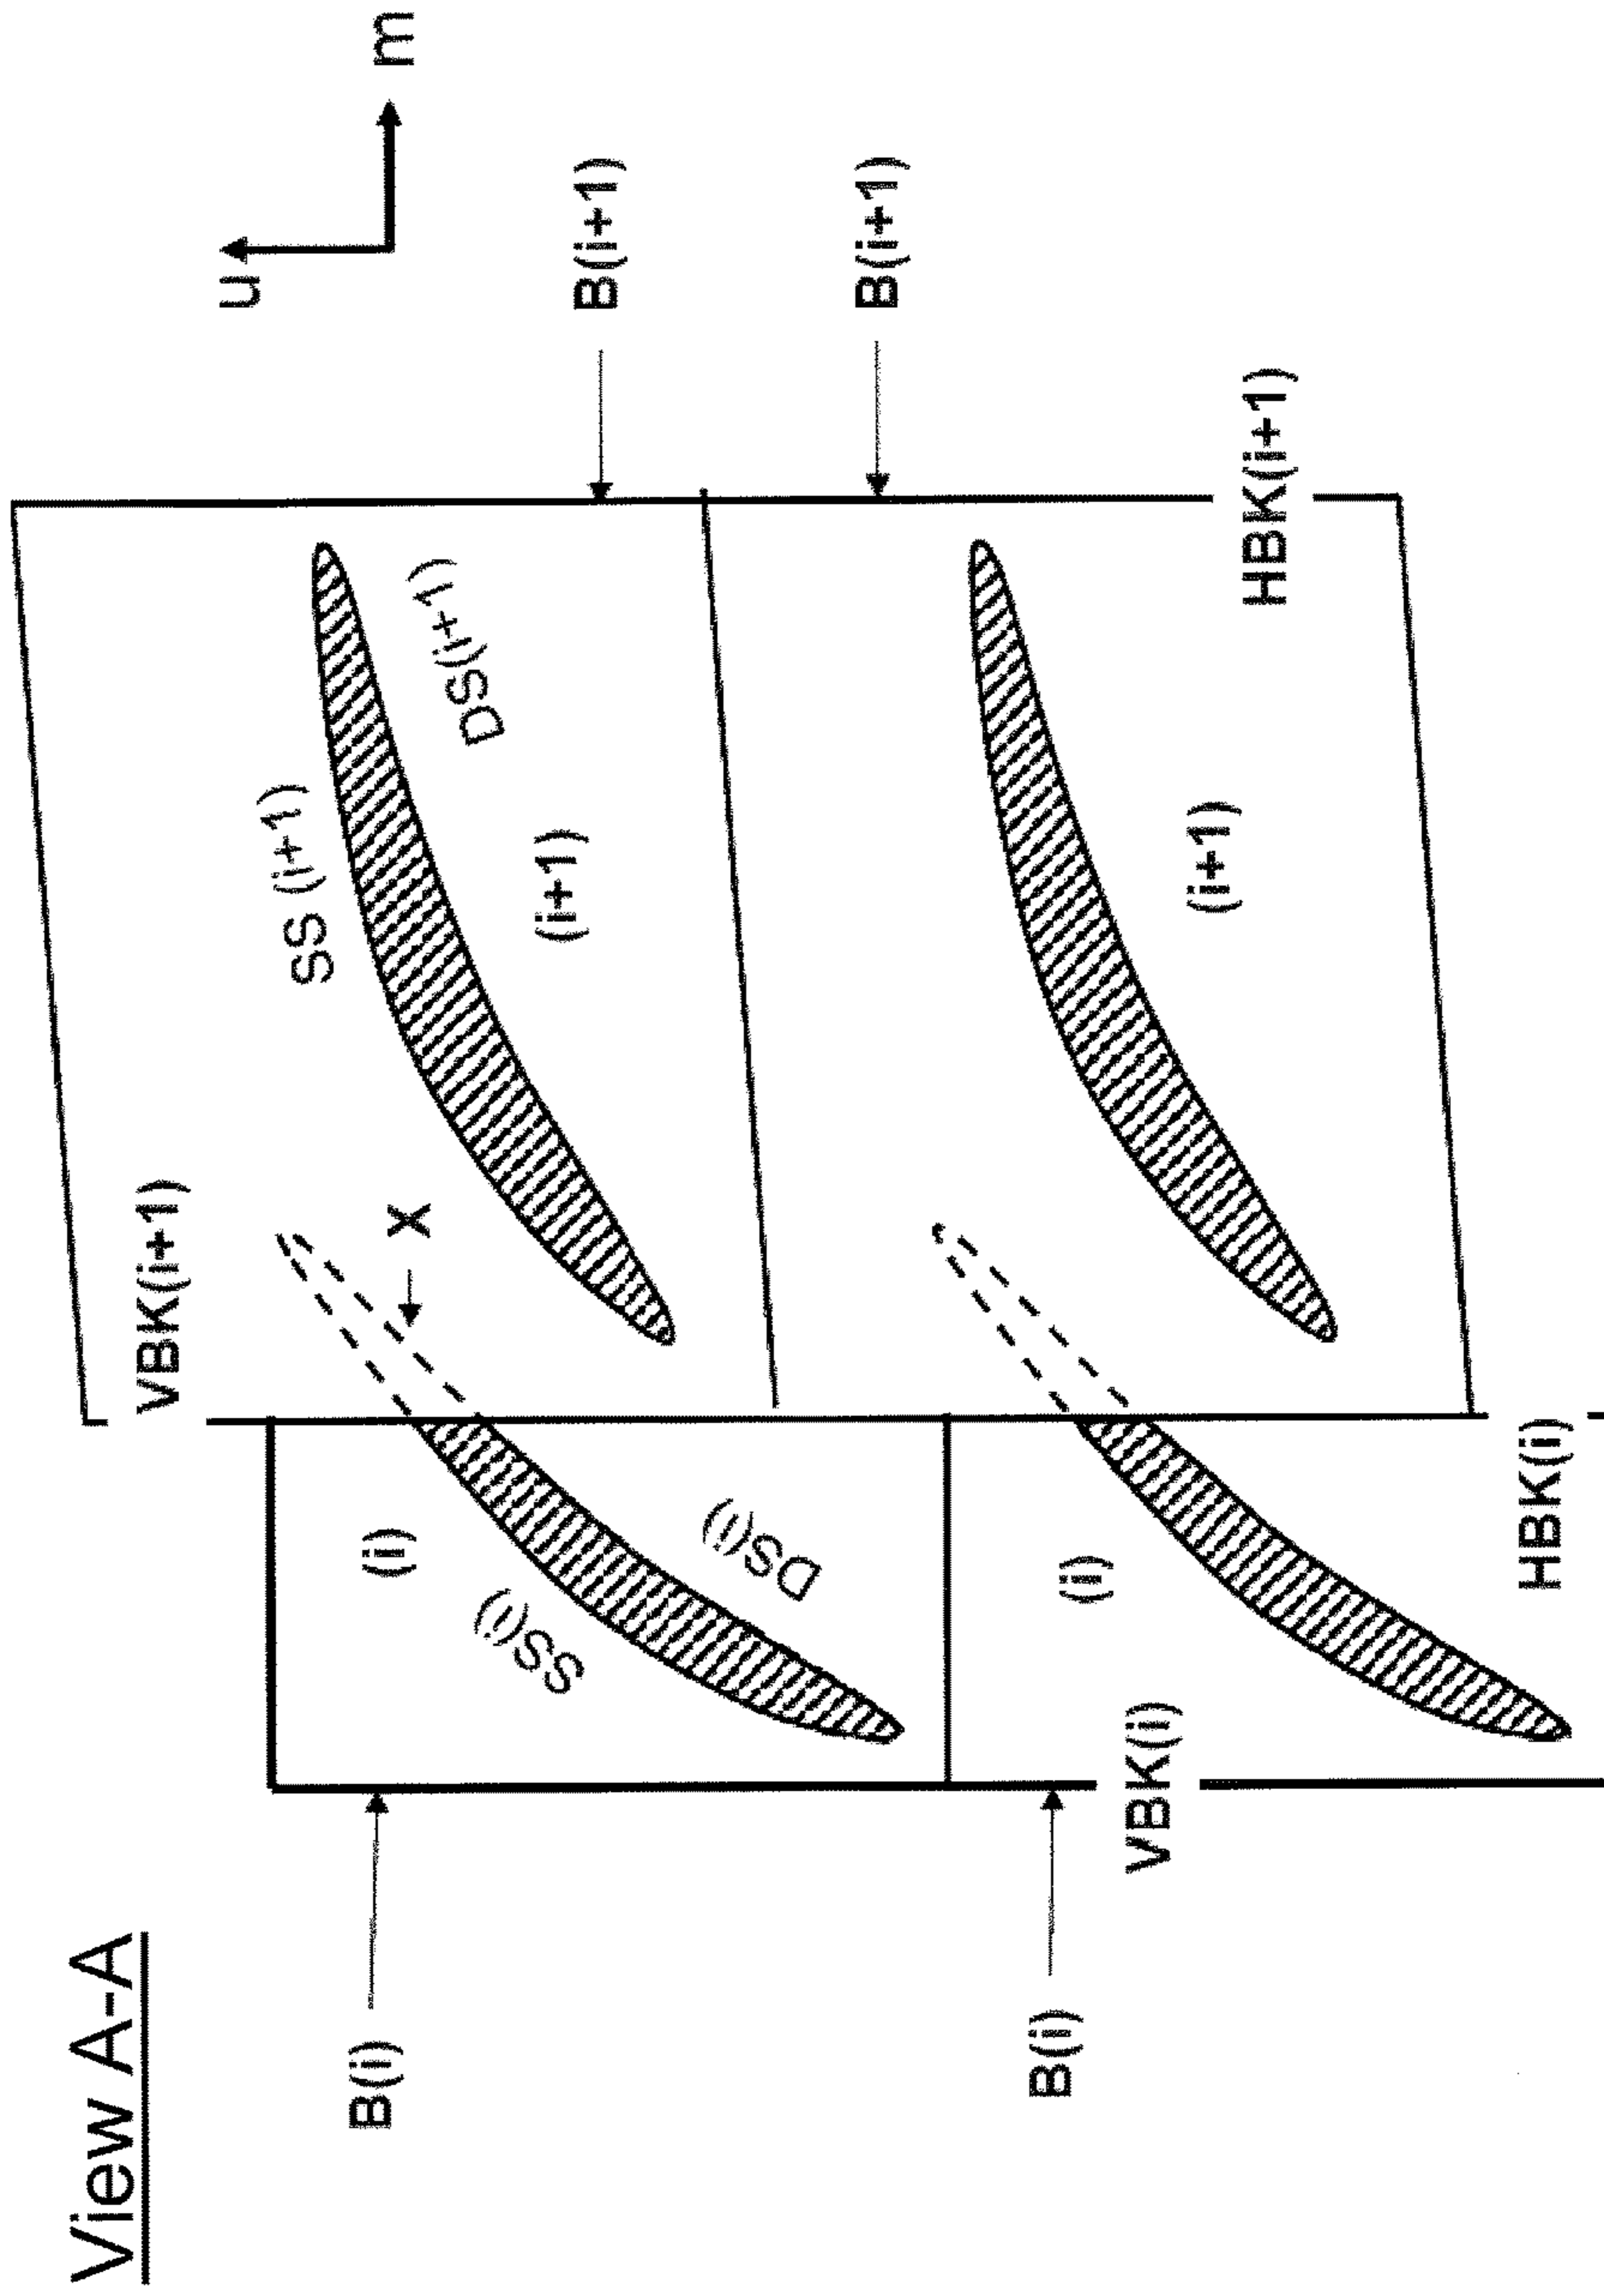 View A-A
u
m
VBK(i+1)
SS (i+1)
DS(i+1)
B(i+1)
X
(i+1)
B(i)
(i)
SS(i)
DS(i)
B(i+1)
(i+1)
HBK(i+1)
B(i)
(i)
VBK(i)
HBK(i)